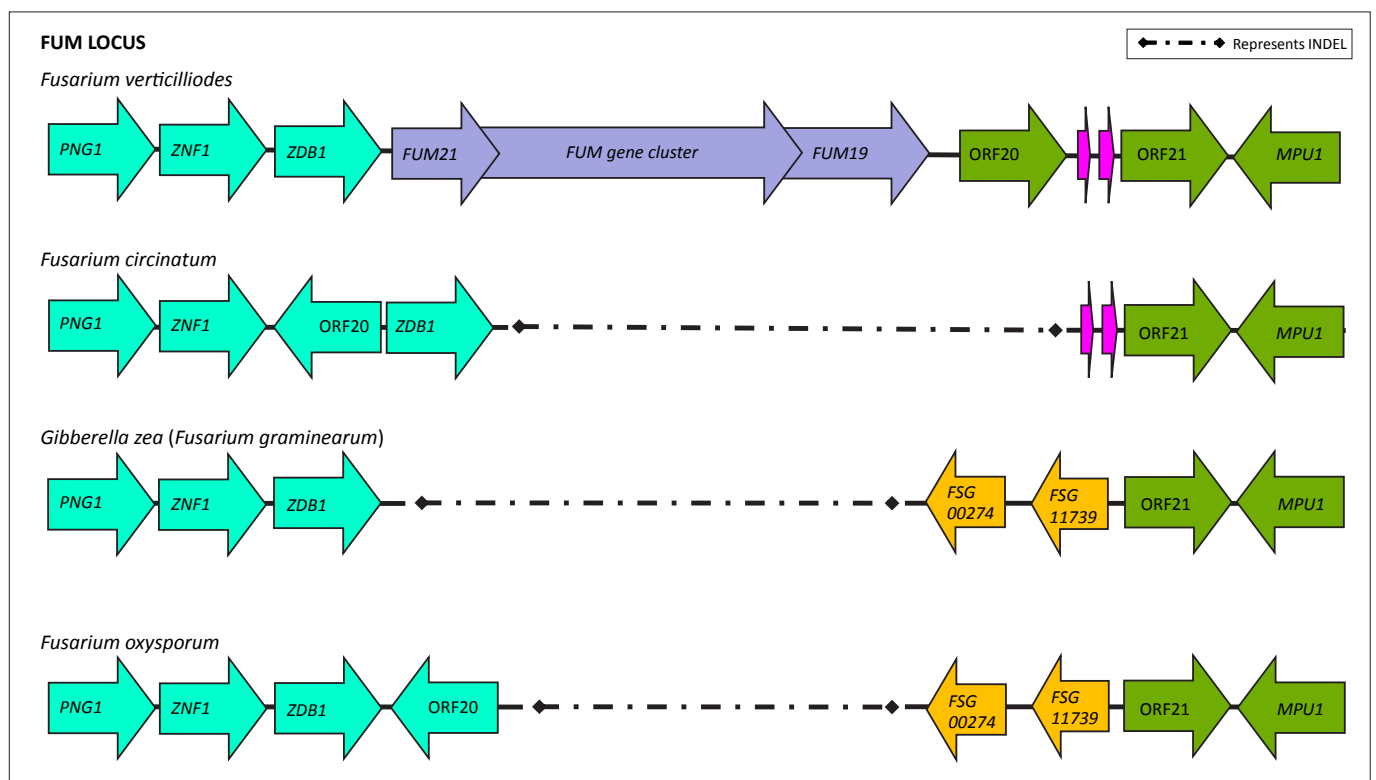 FUM LOCUS
Represents INDEL
Fusarium verticilliodes
PNG1 ZNF1 ZDB1 FUM21 FUM gene cluster FUM19 ORF20 ORF21 MPU1
Fusarium circinatum
PNG1 ZNF1 ORF20 ZDB1 ORF21 MPU1
Gibberella zea (Fusarium graminearum)
PNG1 ZNF1 ZDB1 FSG 00274 FSG 11739 ORF21 MPU1
Fusarium oxysporum
PNG1 ZNF1 ZDB1 ORF20 FSG 00274 FSG 11739 ORF21 MPU1